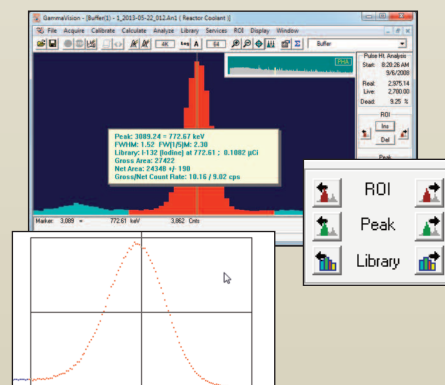 GammaVision - [Buffer(1) - 1_2013-05-22_012.An1 ( Reactor Coolant )]
File Acquire Calibrate Calculate Analyze Library Services ROI Display Window
4K Log A 64 Buffer
PHA
Pulse Ht. Analysis
Start: 8:20:26 AM
9/6/2008
Real: 2,975.14
Live: 2,700.00
Dead: 9.25 %
ROI
Ins
Del
Peak
Peak: 3089.24 = 772.67 keV
FWHM: 1.52 FW(1/5)M: 2.30
Library: I-132 (Iodine) at 772.61 ; 0.1082 µCi
Gross Area: 27422
Net Area: 24348 +/- 190
Gross/Net Count Rate: 10.16 / 9.02 cps
Marker: 3,089 = 772.61 keV 3,862 Cnts
ROI
Peak
Library